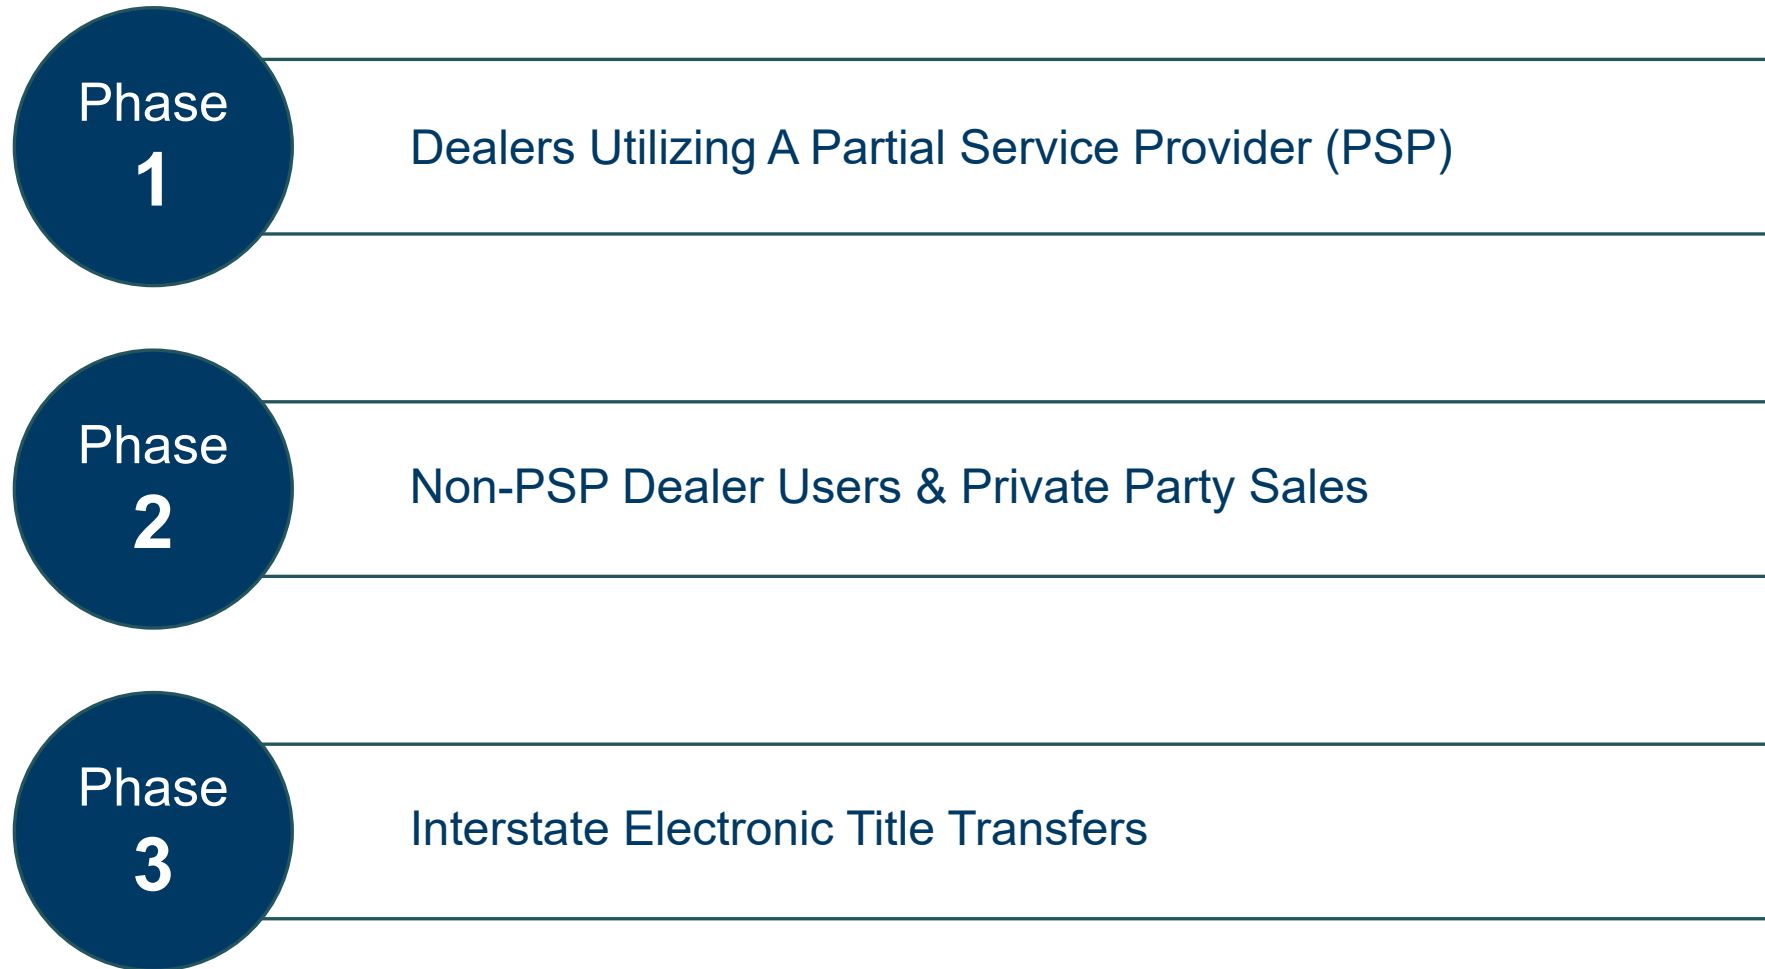 Phase
1
Dealers Utilizing A Partial Service Provider (PSP)
Phase
2
Non-PSP Dealer Users & Private Party Sales
Phase
3
Interstate Electronic Title Transfers